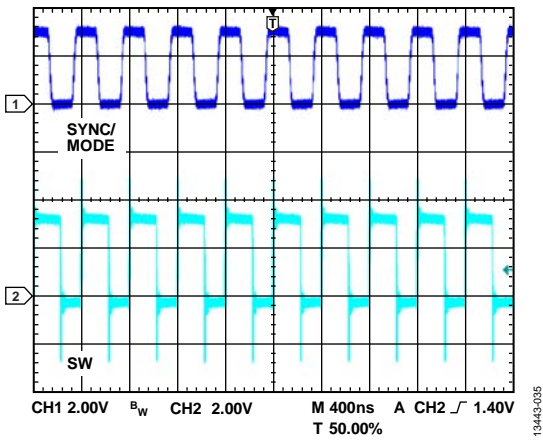 T
1
SYNC/
MODE
2
SW
CH1 2.00V BW CH2 2.00V M 400ns A CH2 1.40V
T 50.00%
13443-035